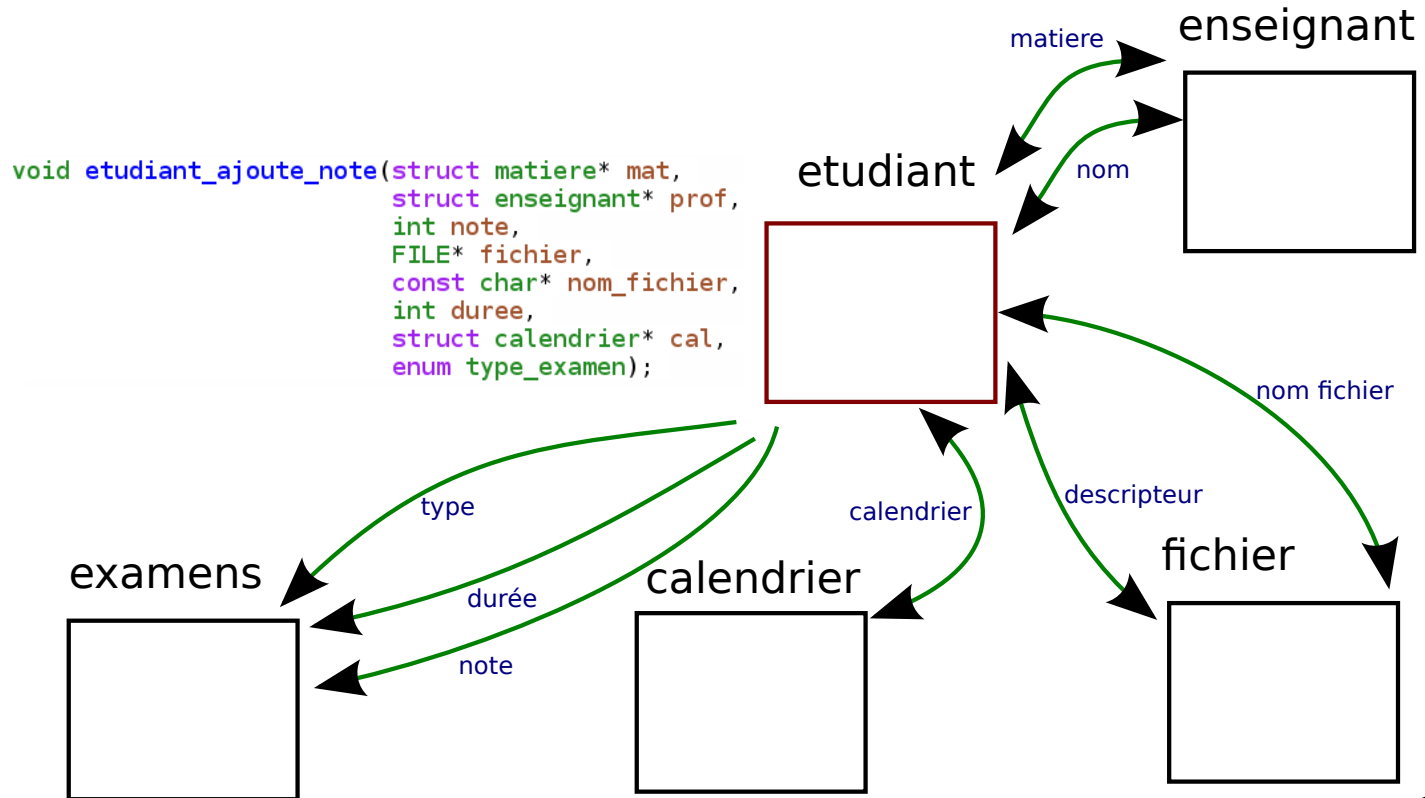 enseignant
matiere
nom
etudiant
void etudiant_ajoute_note(struct matiere* mat,
struct enseignant* prof,
int note,
FILE* fichier,
const char* nom_fichier,
int duree,
struct calendrier* cal,
enum type_examen);
nom fichier
descripteur
calendrier
type
durée
note
examens
calendrier
fichier